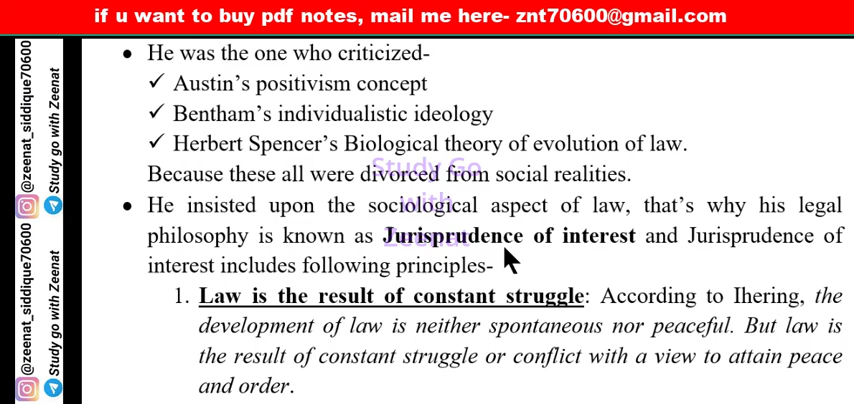 if u want to buy pdf notes, mail me here- znt70600@gmail.com
@zeenat_siddique70600
Study go with Zeenat
@zeenat_siddique70600
Study go with Zeenat
• He was the one who criticized-
✓ Austin’s positivism concept
✓ Bentham’s individualistic ideology
✓ Herbert Spencer’s Biological theory of evolution of law.
Because these all were divorced from social realities.
• He insisted upon the sociological aspect of law, that’s why his legal
philosophy is known as Jurisprudence of interest and Jurisprudence of
interest includes following principles-
1. Law is the result of constant struggle: According to Ihering, the
development of law is neither spontaneous nor peaceful. But law is
the result of constant struggle or conflict with a view to attain peace
and order.
Study Go
with
Zeenat